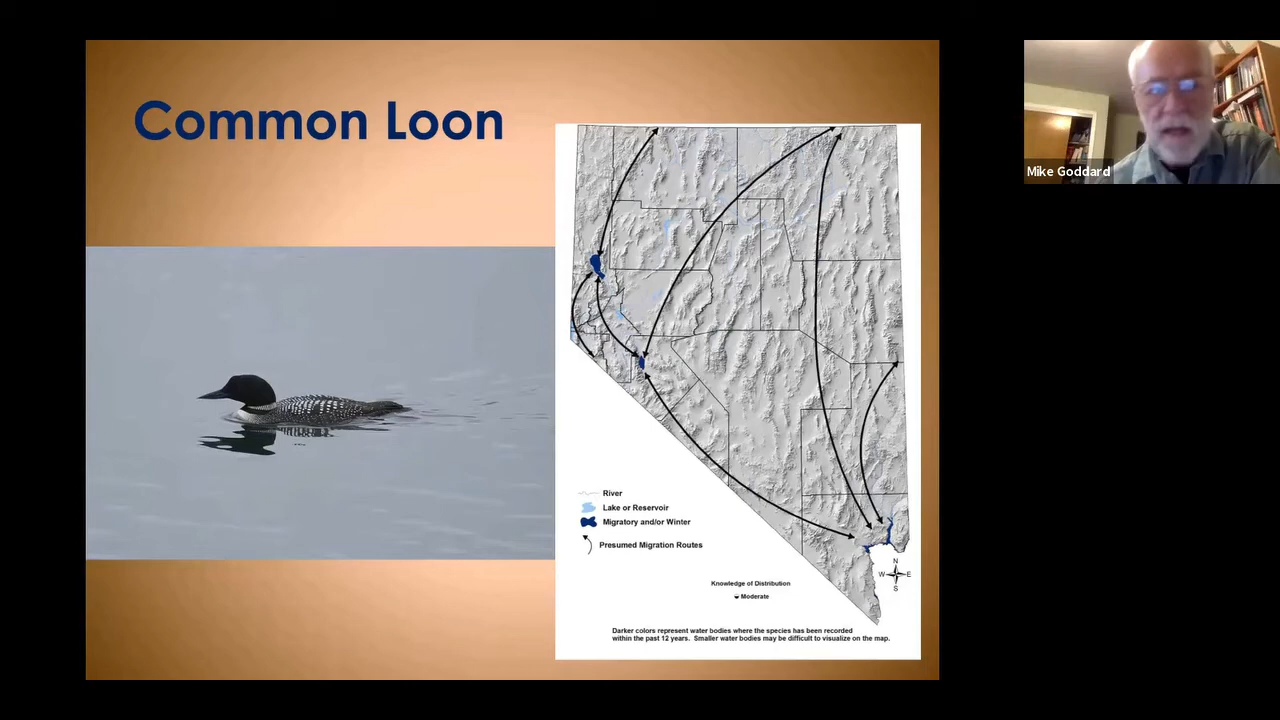 Common Loon
Mike Goddard
River
Lake or Reservoir
Migratory and/or Winter
Presumed Migration Routes
N
W E
S
Knowledge of Distribution
Moderate
Darker colors represent water bodies where the species has been recorded
within the past 12 years. Smaller water bodies may be difficult to visualize on the map.